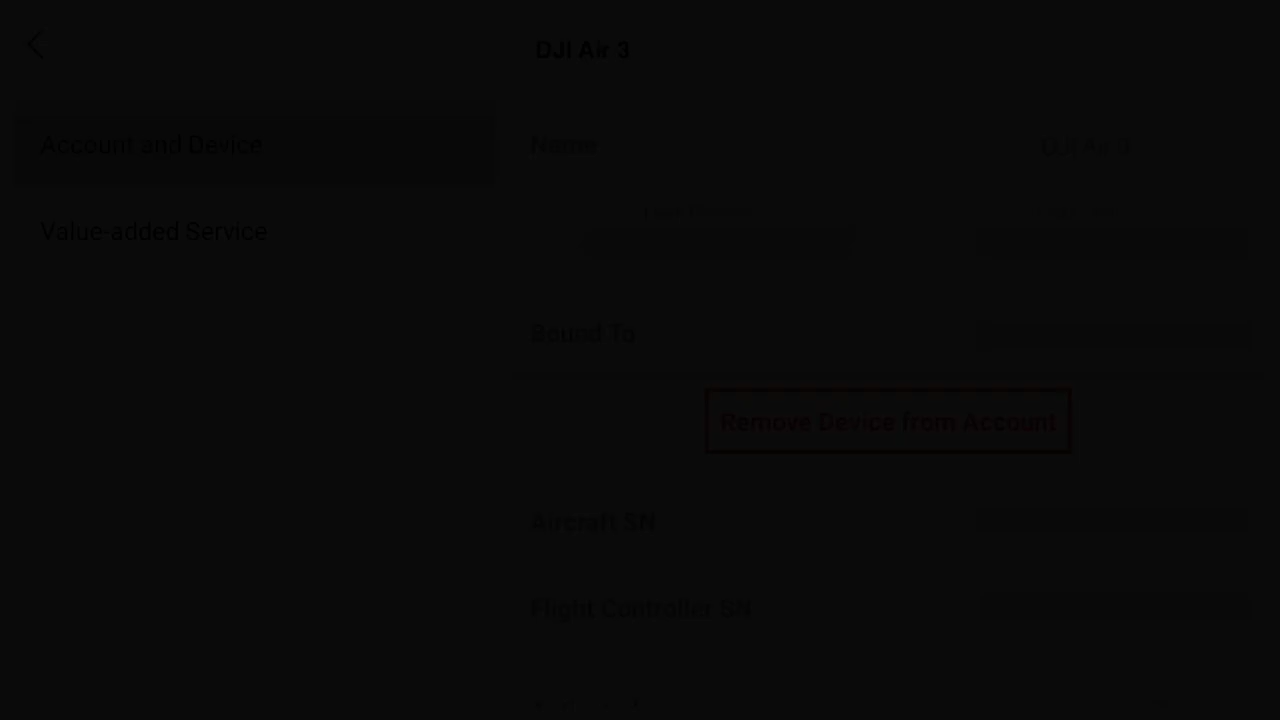 DJI Air 3
Account and Device
Name
DJI Air 3
Value-added Service
Bound To
Remove Device from Account
Aircraft SN
Flight Controller SN